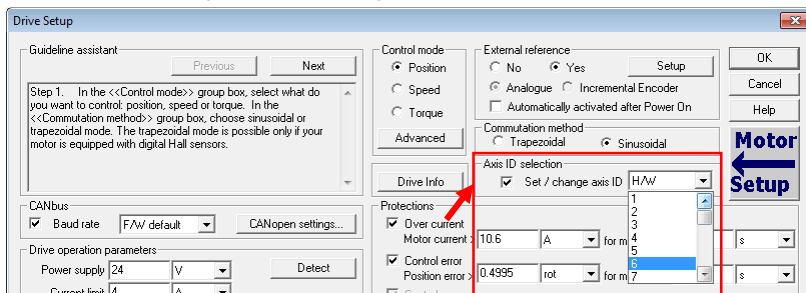 Drive Setup
Guideline assistant
Previous
Next
Step 1. In the <<Control mode>> group box, select what do
you want to control: position, speed or torque. In the
<<Commutation method>> group box, choose sinusoidal or
trapezoidal mode. The trapezoidal mode is possible only if your
motor is equipped with digital Hall sensors.
CANbus
Baud rate
F/W default
CANopen settings...
Drive operation parameters
Power supply
24
V
Detect
Current limit
4
A
Control mode
Position
Speed
Torque
Advanced
Drive Info
External reference
No
Yes
Setup
Analogue
Incremental Encoder
Automatically activated after Power On
Commutation method
Trapezoidal
Sinusoidal
Axis ID selection
Set / change axis ID
H/W
1
2
3
4
5
6
7
Protections
Over current
Motor current >
10.6
A
for m
s
Control error
Position error >
0.4995
rot
for m
s
OK
Cancel
Help
Motor
Setup